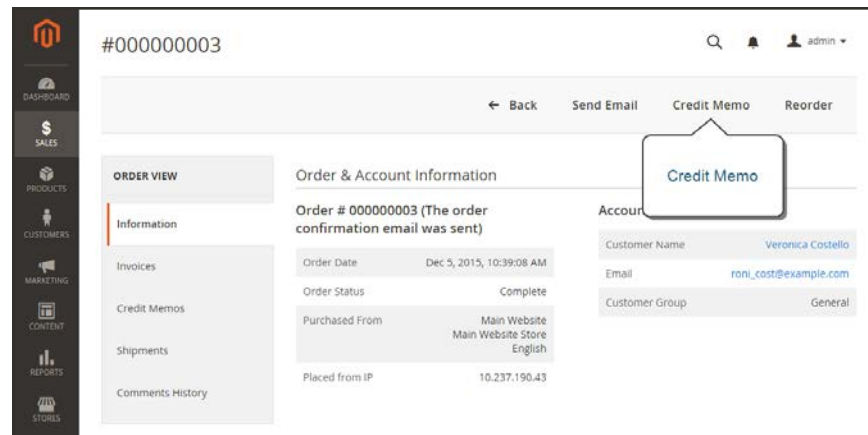 #000000003
admin
DASHBOARD
SALES
PRODUCTS
CUSTOMERS
MARKETING
CONTENT
REPORTS
STORES
← Back Send Email Credit Memo Reorder
Credit Memo
ORDER VIEW
Information
Invoices
Credit Memos
Shipments
Comments History
Order & Account Information
Order # 000000003 (The order
confirmation email was sent)
Order Date Dec 5, 2015, 10:39:08 AM
Order Status Complete
Purchased From Main Website
Main Website Store
English
Placed from IP 10.237.190.43
Customer Name Veronica Costello
Email roni_cost@example.com
Customer Group General